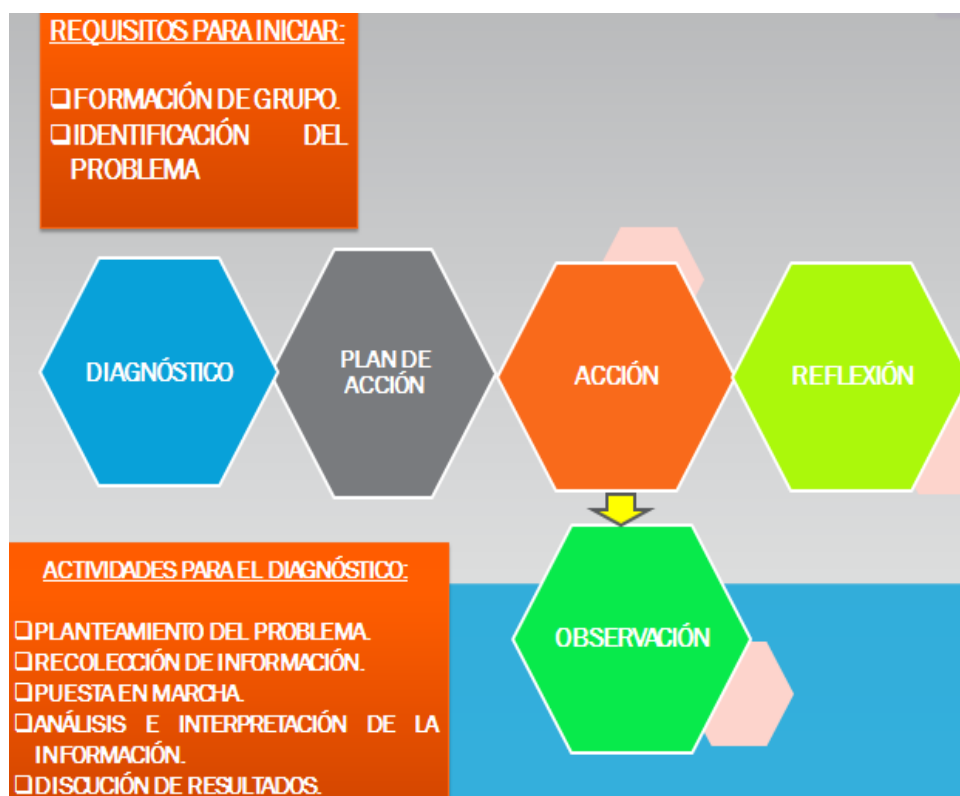 REQUISITOS PARA INICIAR:
❑FORMACIÓN DE GRUPO.
❑IDENTIFICACIÓN DEL
PROBLEMA
DIAGNÓSTICO
PLAN DE
ACCIÓN
ACCIÓN
REFLEXIÓN
OBSERVACIÓN
ACTIVIDADES PARA EL DIAGNÓSTICO:
❑PLANTEAMIENTO DEL PROBLEMA.
❑RECOLECCIÓN DE INFORMACIÓN.
❑PUESTA EN MARCHA.
❑ANÁLISIS E INTERPRETACIÓN DE LA
INFORMACIÓN.
❑DISCUCIÓN DE RESULTADOS.